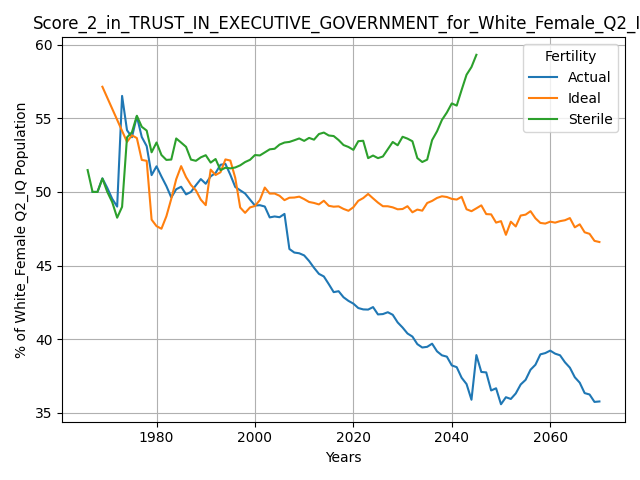 Score_2_in_TRUST_IN_EXECUTIVE_GOVERNMENT_for_White_Female_Q2_I
60
55
50
45
40
35
% of White_Female Q2_IQ Population
Fertility
Actual
Ideal
Sterile
1980
2000
2020
2040
2060
Years